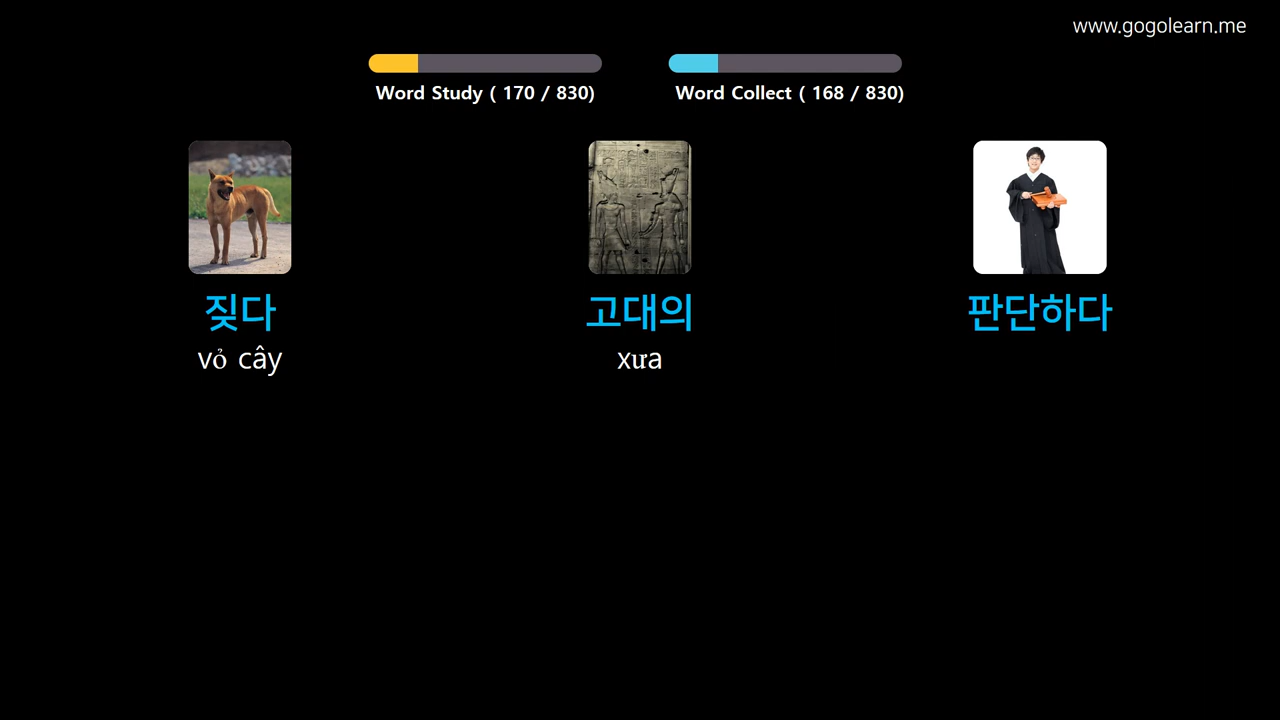 www.gogolearn.me
Word Study ( 170 / 830)
Word Collect ( 168 / 830)
짖다
고대의
판단하다
vỏ cây
xưa